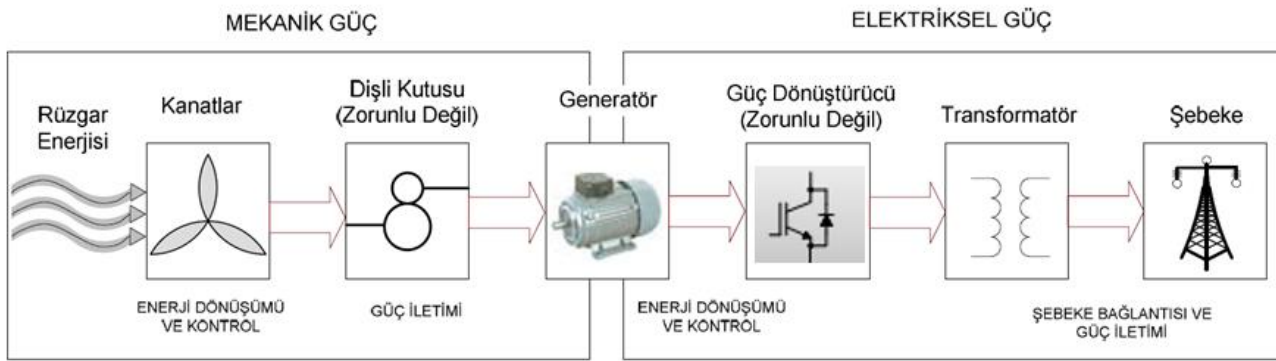 MEKANİK GÜÇ
ELEKTRİKSEL GÜÇ
Rüzgar
Enerjisi
Kanatlar
Dişli Kutusu
(Zorunlu Değil)
Generatör
Güç Dönüştürücü
(Zorunlu Değil)
Transformatör
Şebeke
ENERJİ DÖNÜŞÜMÜ
VE KONTROL
GÜÇ İLETİMİ
ENERJİ DÖNÜŞÜMÜ
VE KONTROL
ŞEBEKE BAĞLANTISI VE
GÜÇ İLETİMİ